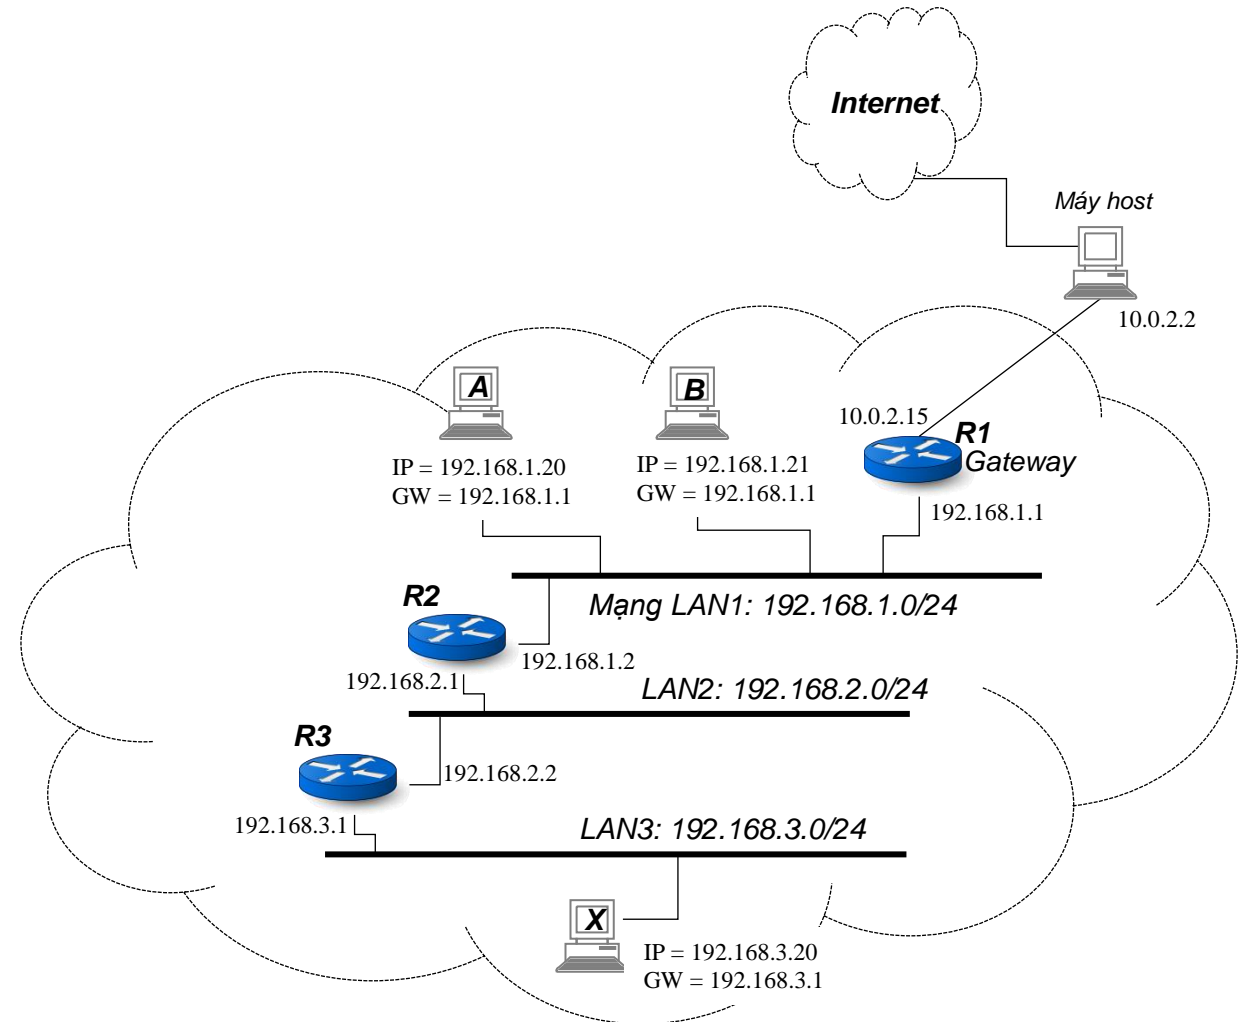 Internet
Máy host
10.0.2.2
A
B
10.0.2.15
R1
Gateway
IP = 192.168.1.20
GW = 192.168.1.1
IP = 192.168.1.21
GW = 192.168.1.1
192.168.1.1
R2
Mạng LAN1: 192.168.1.0/24
192.168.1.2
192.168.2.1
LAN2: 192.168.2.0/24
R3
192.168.2.2
192.168.3.1
LAN3: 192.168.3.0/24
X
IP = 192.168.3.20
GW = 192.168.3.1